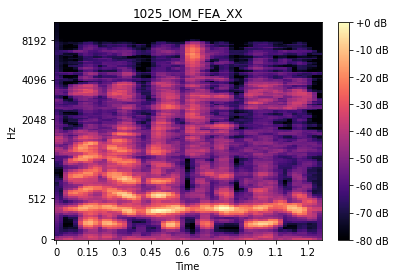 1025_IOM_FEA_XX
Hz
8192
4096
2048
1024
512
0
0 0.15 0.3 0.45 0.6 0.75 0.9 1.1 1.2
Time
+0 dB
-10 dB
-20 dB
-30 dB
-40 dB
-50 dB
-60 dB
-70 dB
-80 dB